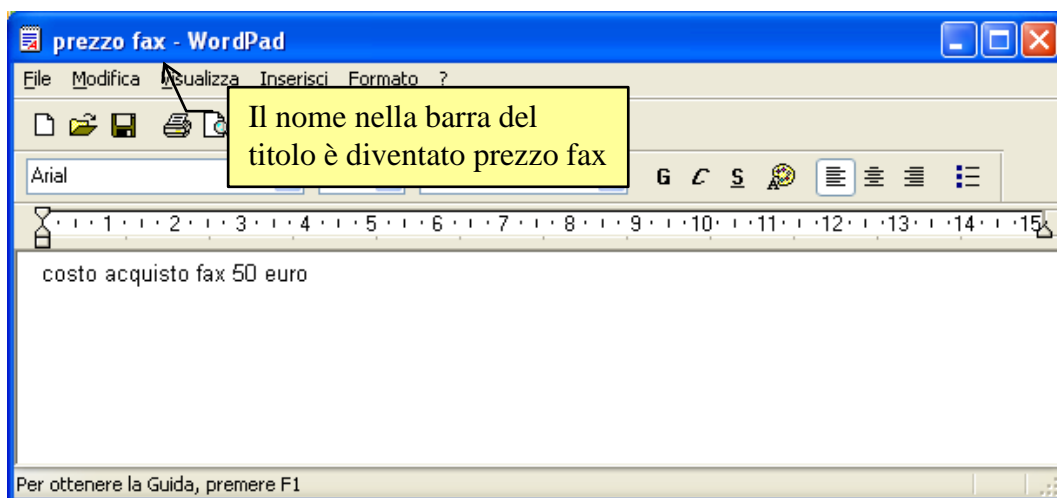 prezzo fax - WordPad
File Modifica Visualizza Inserisci Formato ?
Il nome nella barra del
titolo è diventato prezzo fax
Arial
G C S
1 2 3 4 5 6 7 8 9 10 11 12 13 14 15
costo acquisto fax 50 euro
Per ottenere la Guida, premere F1